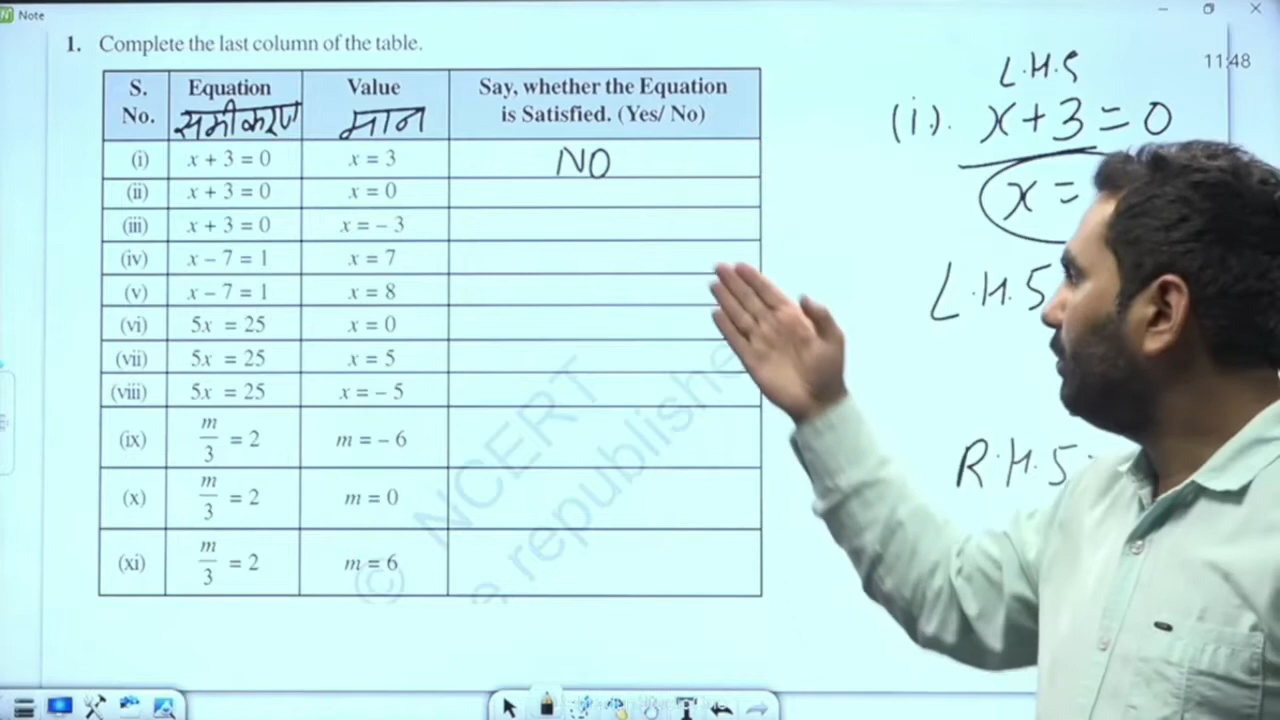 Note
1. Complete the last column of the table.
S. No. Equation समीकरण Value मान Say, whether the Equation is Satisfied. (Yes/ No)
(i) x + 3 = 0 x = 3 NO
(ii) x + 3 = 0 x = 0
(iii) x + 3 = 0 x = – 3
(iv) x – 7 = 1 x = 7
(v) x – 7 = 1 x = 8
(vi) 5x = 25 x = 0
(vii) 5x = 25 x = 5
(viii) 5x = 25 x = – 5
(ix) m/3 = 2 m = – 6
(x) m/3 = 2 m = 0
(xi) m/3 = 2 m = 6
© NCERT
republishe
11:48
L.H.S
(i). x + 3 = 0
x =
L.H.S
R.H.S